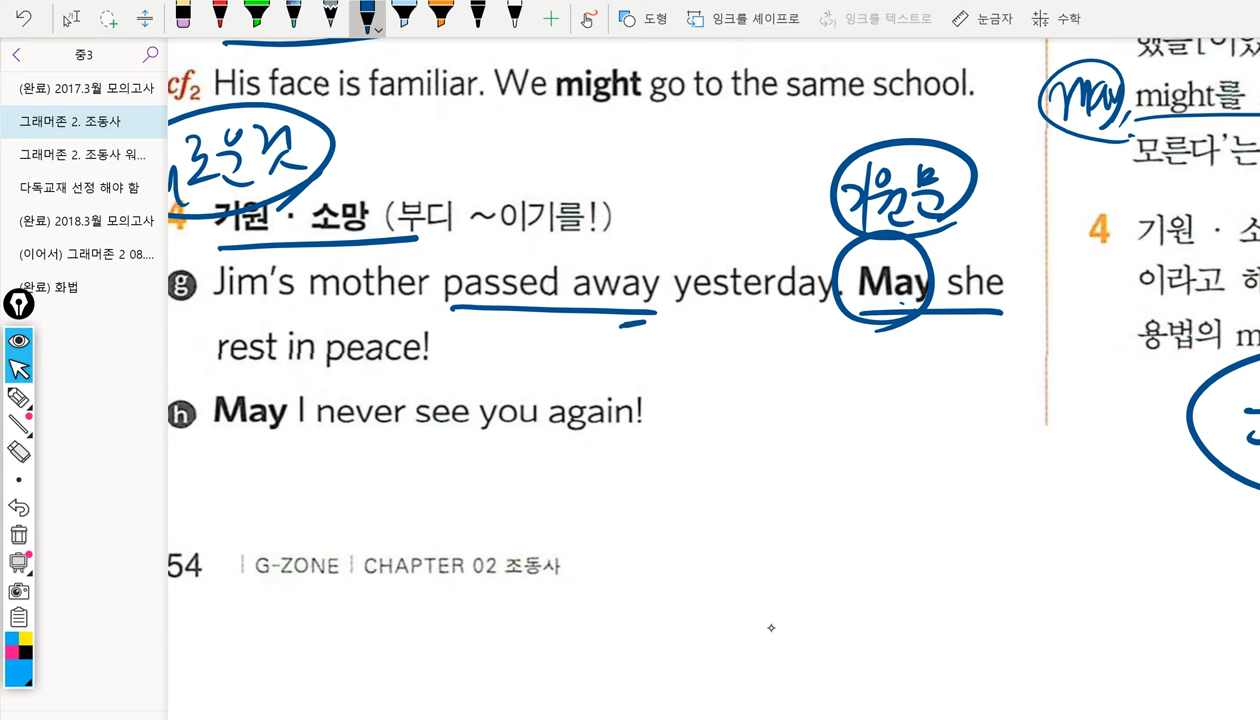 도형
잉크를 셰이프로
잉크를 텍스트로
눈금자
수학
중3
(완료) 2017.3월 모의고사
그래머존 2. 조동사
그래머존 2. 조동사 워...
다독교재 선정 해야 함
(완료) 2018.3월 모의고사
(이어서) 그래머존 2 08....
(완료) 화법
cf2 His face is familiar. We might go to the same school.
로운것
4 기원 · 소망 (부디 ~이기를!)
기원문
g Jim's mother passed away yesterday. May she
rest in peace!
h May I never see you again!
54 | G-ZONE | CHAPTER 02 조동사
may,
might를
모른다'는
4 기원 · 소
이라고 하
용법의 m